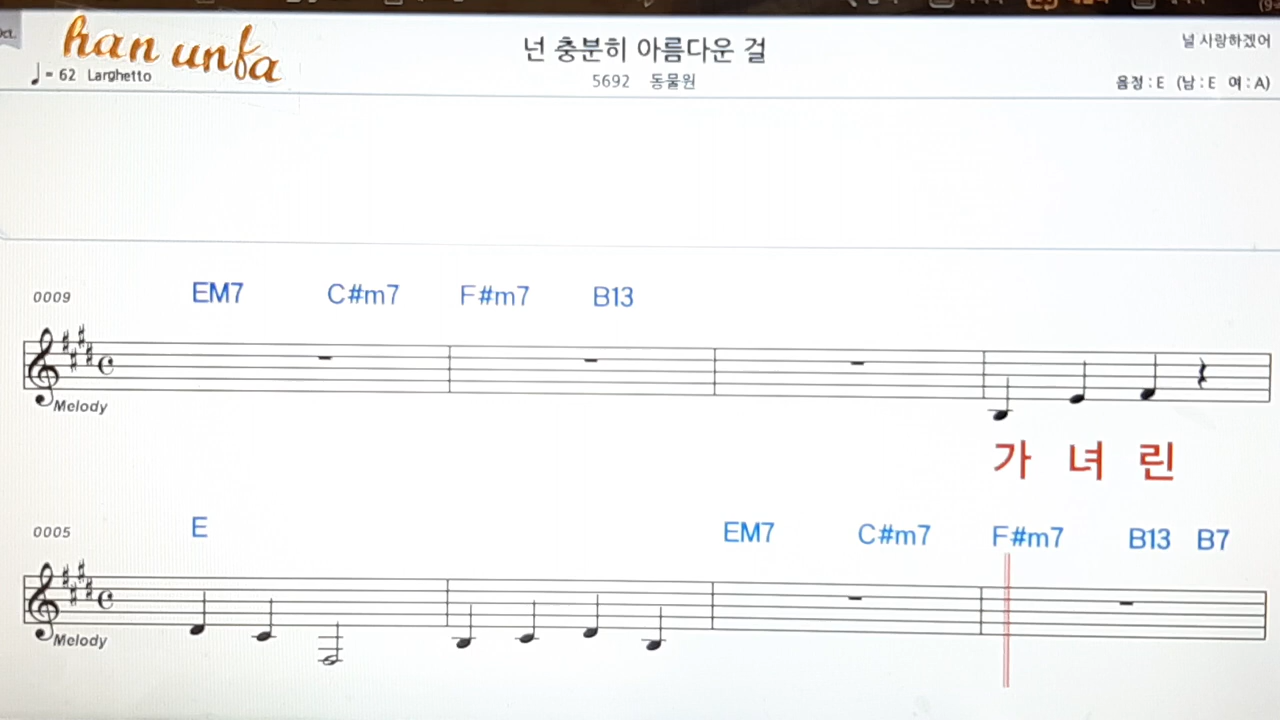 han unfa
넌 충분히 아름다운 걸
널 사랑하겠어
♩= 62 Larghetto
5692 동물원
음정 : E (남 : E 여 : A)
0009
EM7 C#m7 F#m7 B13
Melody
가 녀 린
0005
E EM7 C#m7 F#m7 B13 B7
Melody